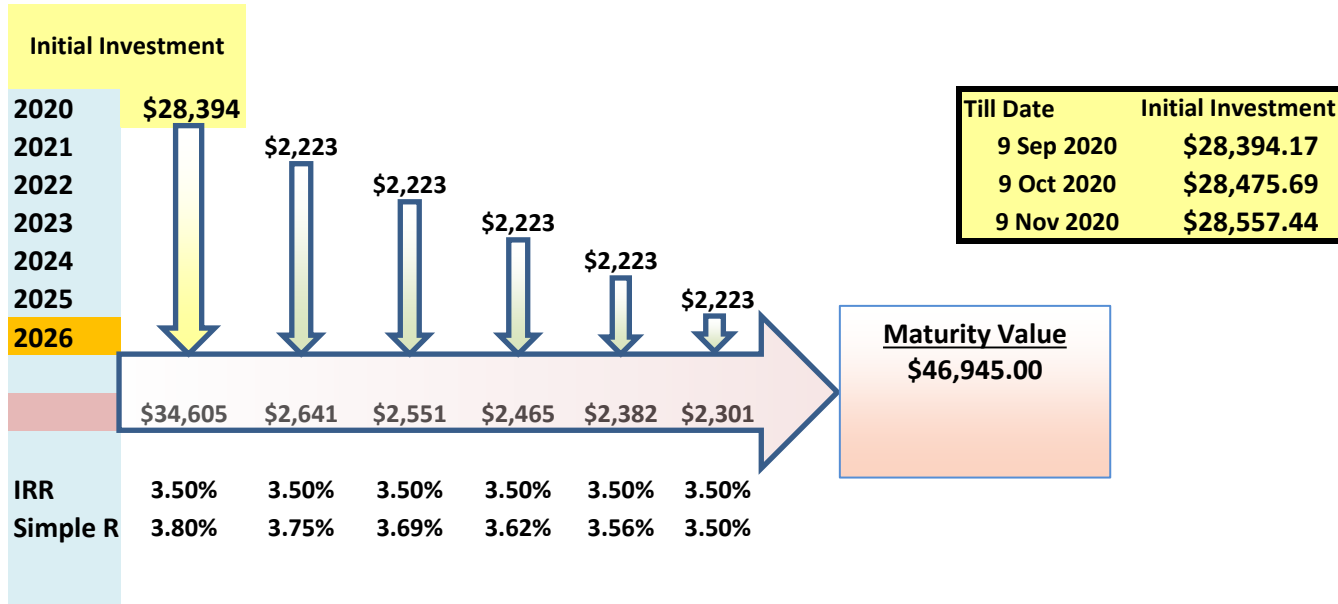 Initial Investment
2020 $28,394
2021 $2,223
2022 $2,223
2023 $2,223
2024 $2,223
2025 $2,223
2026
$34,605 $2,641 $2,551 $2,465 $2,382 $2,301
IRR 3.50% 3.50% 3.50% 3.50% 3.50% 3.50%
Simple R 3.80% 3.75% 3.69% 3.62% 3.56% 3.50%
Till Date Initial Investment
9 Sep 2020 $28,394.17
9 Oct 2020 $28,475.69
9 Nov 2020 $28,557.44
Maturity Value
$46,945.00